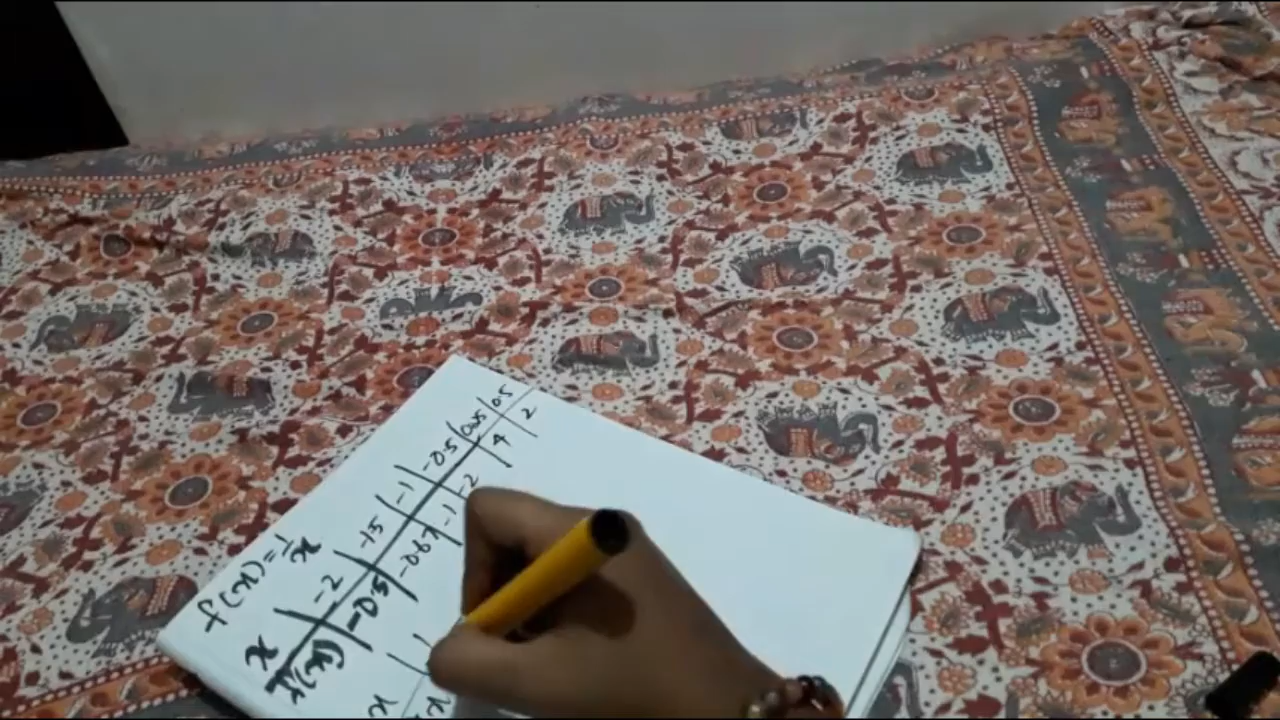 f(x) = 1/x
x | -2 | -1.5 | -1 | -0.5 | 0.25 | 0.5
f(x) | -0.5 | -0.67 | -1 | -2 | 4 | 2
x